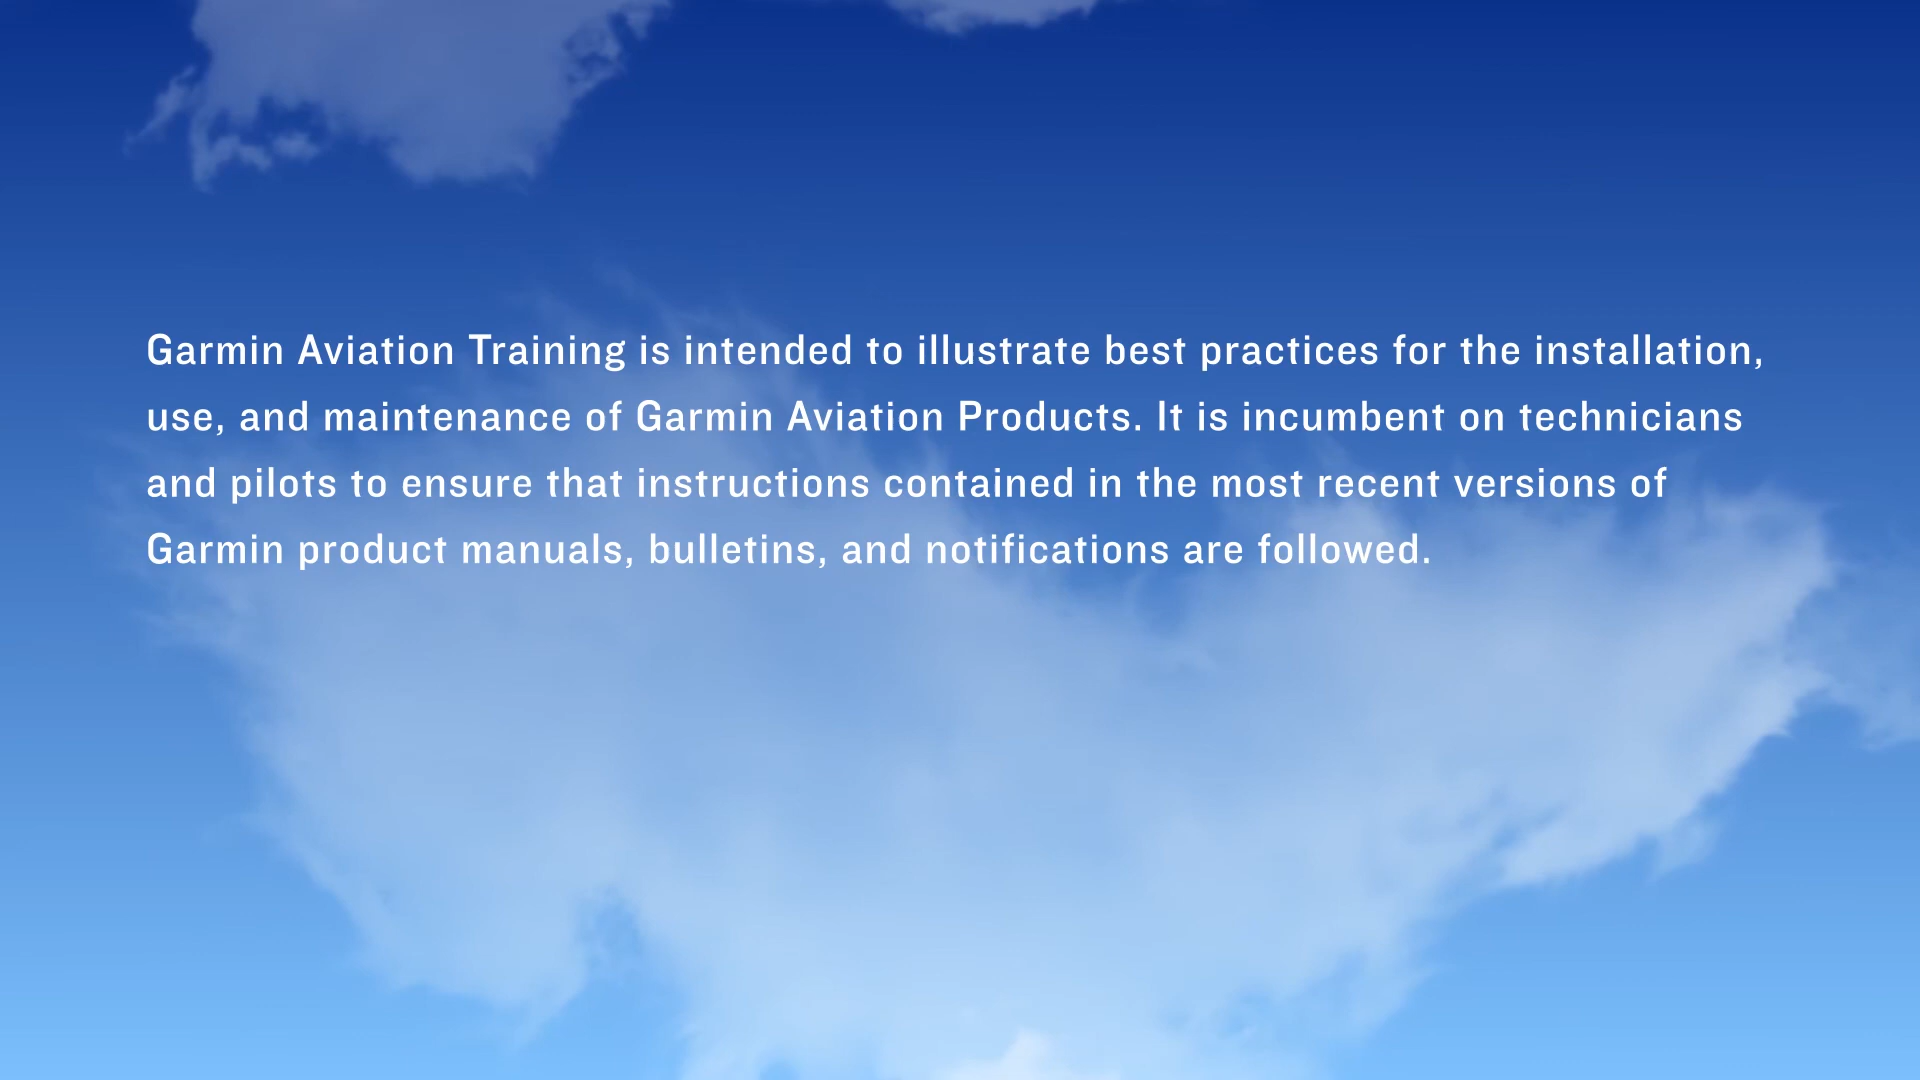 Garmin Aviation Training is intended to illustrate best practices for the installation,
use, and maintenance of Garmin Aviation Products. It is incumbent on technicians
and pilots to ensure that instructions contained in the most recent versions of
Garmin product manuals, bulletins, and notifications are followed.